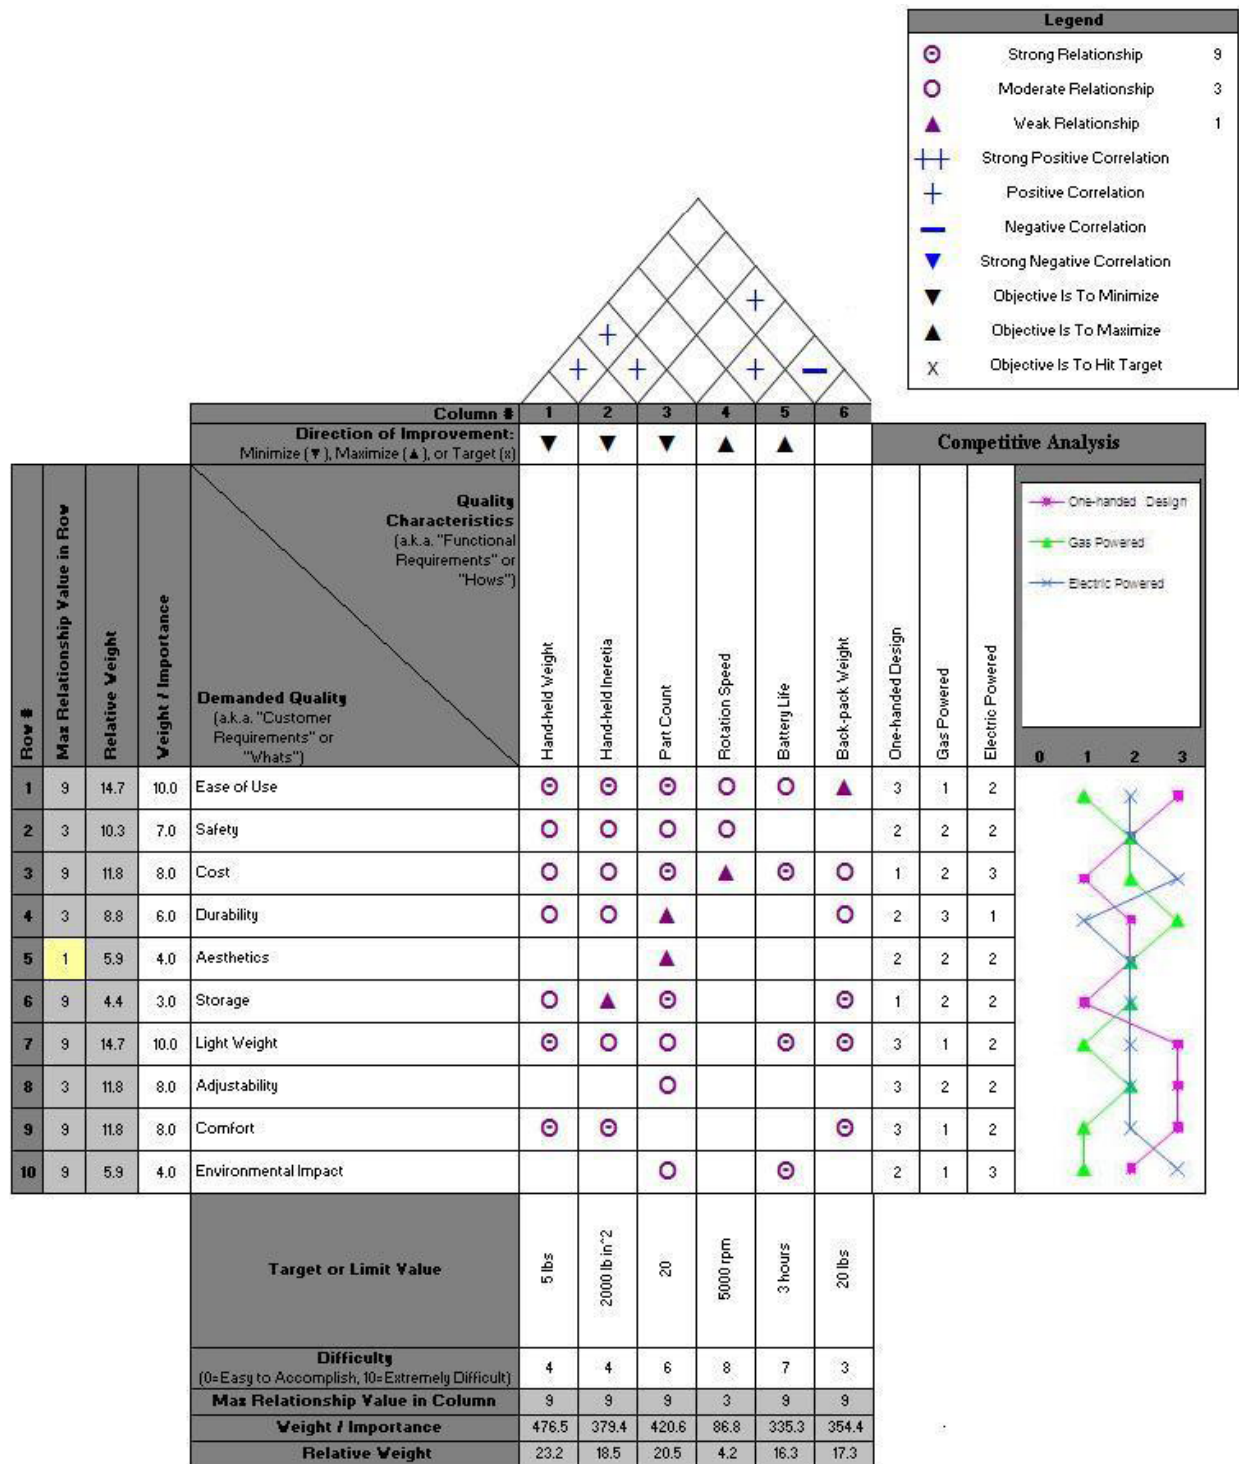 Legend
Strong Relationship 9
Moderate Relationship 3
Weak Relationship 1
Strong Positive Correlation
Positive Correlation
Negative Correlation
Strong Negative Correlation
Objective Is To Minimize
Objective Is To Maximize
X Objective Is To Hit Target
Column # 1 2 3 4 5 6
Direction of Improvement:
Minimize (▼), Maximize (▲), or Target (x)
▼ ▼ ▼ ▲ ▲
Competitive Analysis
Row #
Max Relationship Value in Row
Relative Weight
Weight / Importance
Quality
Characteristics
(a.k.a. "Functional
Requirements" or
"Hows")
Demanded Quality
(a.k.a. "Customer
Requirements" or
"Whats")
Hand-held Weight
Hand-held Ineretia
Part Count
Rotation Speed
Battery Life
Back-pack Weight
One-handed Design
Gas Powered
Electric Powered
One-handed Design
Gas Powered
Electric Powered
0 1 2 3
1 9 14.7 10.0 Ease of Use 3 1 2
2 3 10.3 7.0 Safety 2 2 2
3 9 11.8 8.0 Cost 1 2 3
4 3 8.8 6.0 Durability 2 3 1
5 1 5.9 4.0 Aesthetics 2 2 2
6 9 4.4 3.0 Storage 1 2 2
7 9 14.7 10.0 Light Weight 3 1 2
8 3 11.8 8.0 Adjustability 3 2 2
9 9 11.8 8.0 Comfort 3 1 2
10 9 5.9 4.0 Environmental Impact 2 1 3
Target or Limit Value
5 lbs
2000 lb in^2
20
5000 rpm
3 hours
20 lbs
Difficulty
(0=Easy to Accomplish, 10=Extremely Difficult)
4 4 6 8 7 3
Max Relationship Value in Column 9 9 9 3 9 9
Weight / Importance 476.5 379.4 420.6 86.8 335.3 354.4
Relative Weight 23.2 18.5 20.5 4.2 16.3 17.3